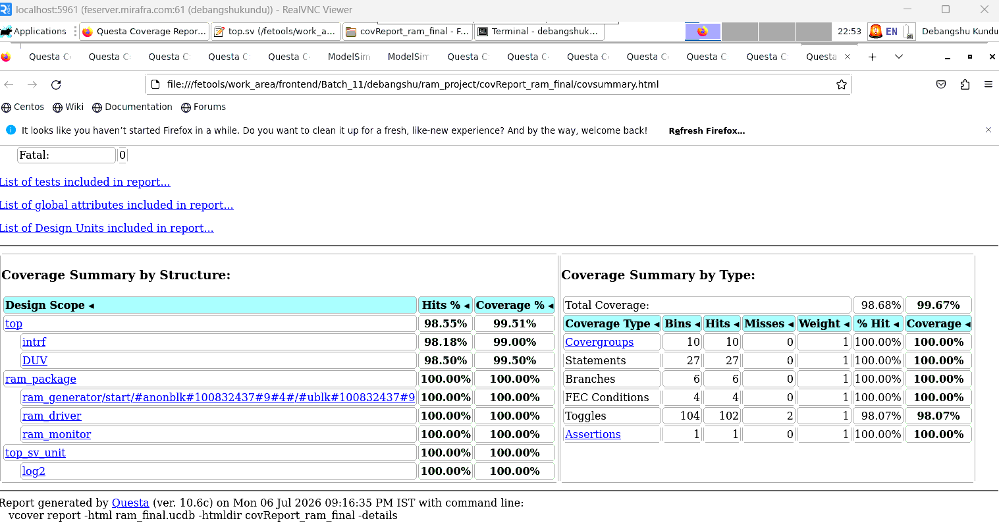 localhost:5961 (feserver.mirafra.com:61 (debangshukundu)) - RealVNC Viewer
Applications Questa Coverage Repor... top.sv (/fetools/work_a... covReport_ram_final - F... Terminal - debangshuk... 22:53 EN Debangshu Kundu
Questa Questa Questa Questa Questa ModelSim ModelSim Questa Questa Questa Questa Questa Questa Questa
file:///fetools/work_area/frontend/Batch_11/debangshu/ram_project/covReport_ram_final/covsummary.html
Centos Wiki Documentation Forums
It looks like you haven’t started Firefox in a while. Do you want to clean it up for a fresh, like-new experience? And by the way, welcome back! Refresh Firefox...
Fatal: 0
List of tests included in report...
List of global attributes included in report...
List of Design Units included in report...
Coverage Summary by Structure:
Design Scope ◂ Hits % ◂ Coverage % ◂
top 98.55% 99.51%
intrf 98.18% 99.00%
DUV 98.50% 99.50%
ram_package 100.00% 100.00%
ram_generator/start/#anonblk#100832437#9#4#/#ublk#100832437#9 100.00% 100.00%
ram_driver 100.00% 100.00%
ram_monitor 100.00% 100.00%
top_sv_unit 100.00% 100.00%
log2 100.00% 100.00%
Coverage Summary by Type:
Total Coverage: 98.68% 99.67%
Coverage Type ◂ Bins ◂ Hits ◂ Misses ◂ Weight ◂ % Hit ◂ Coverage ◂
Covergroups 10 10 0 1 100.00% 100.00%
Statements 27 27 0 1 100.00% 100.00%
Branches 6 6 0 1 100.00% 100.00%
FEC Conditions 4 4 0 1 100.00% 100.00%
Toggles 104 102 2 1 98.07% 98.07%
Assertions 1 1 0 1 100.00% 100.00%
Report generated by Questa (ver. 10.6c) on Mon 06 Jul 2026 09:16:35 PM IST with command line:
vcover report -html ram_final.ucdb -htmldir covReport_ram_final -details